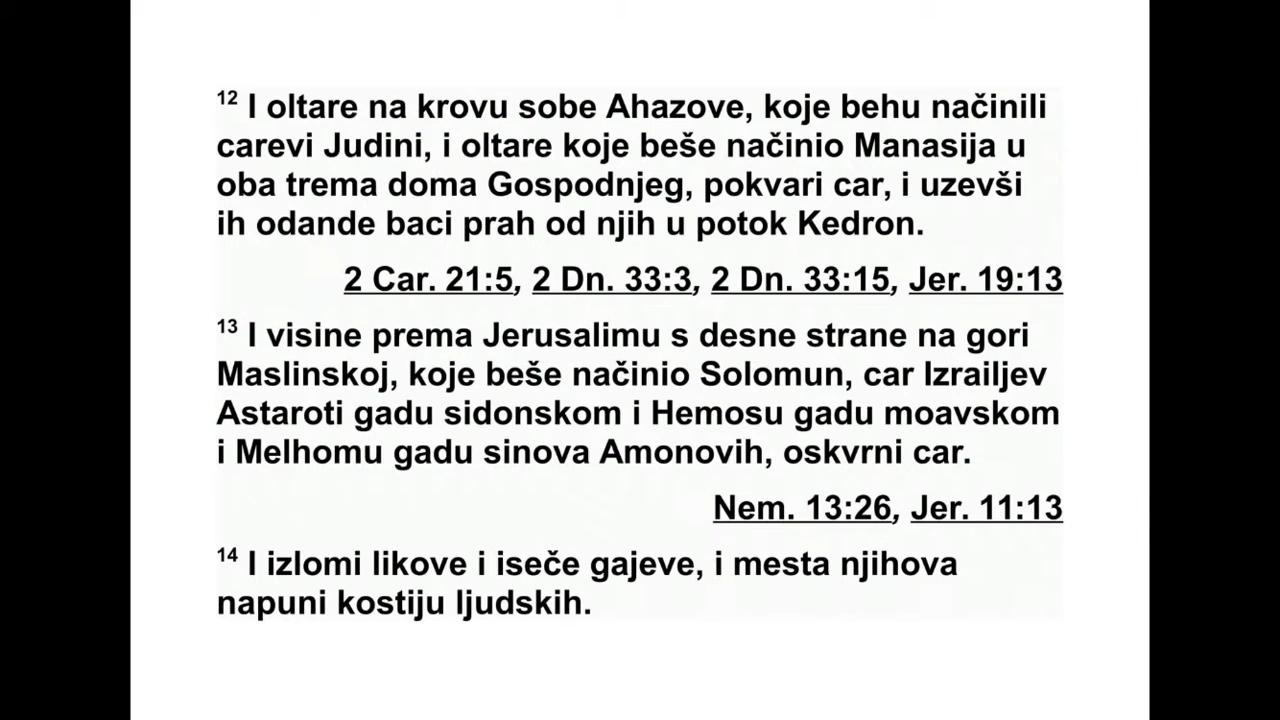 12 I oltare na krovu sobe Ahazove, koje behu načinili
carevi Judini, i oltare koje beše načinio Manasija u
oba trema doma Gospodnjeg, pokvari car, i uzevši
ih odande baci prah od njih u potok Kedron.
2 Car. 21:5, 2 Dn. 33:3, 2 Dn. 33:15, Jer. 19:13
13 I visine prema Jerusalimu s desne strane na gori
Maslinskoj, koje beše načinio Solomun, car Izrailjev
Astaroti gadu sidonskom i Hemosu gadu moavskom
i Melhomu gadu sinova Amonovih, oskvrni car.
Nem. 13:26, Jer. 11:13
14 I izlomi likove i iseče gajeve, i mesta njihova
napuni kostiju ljudskih.